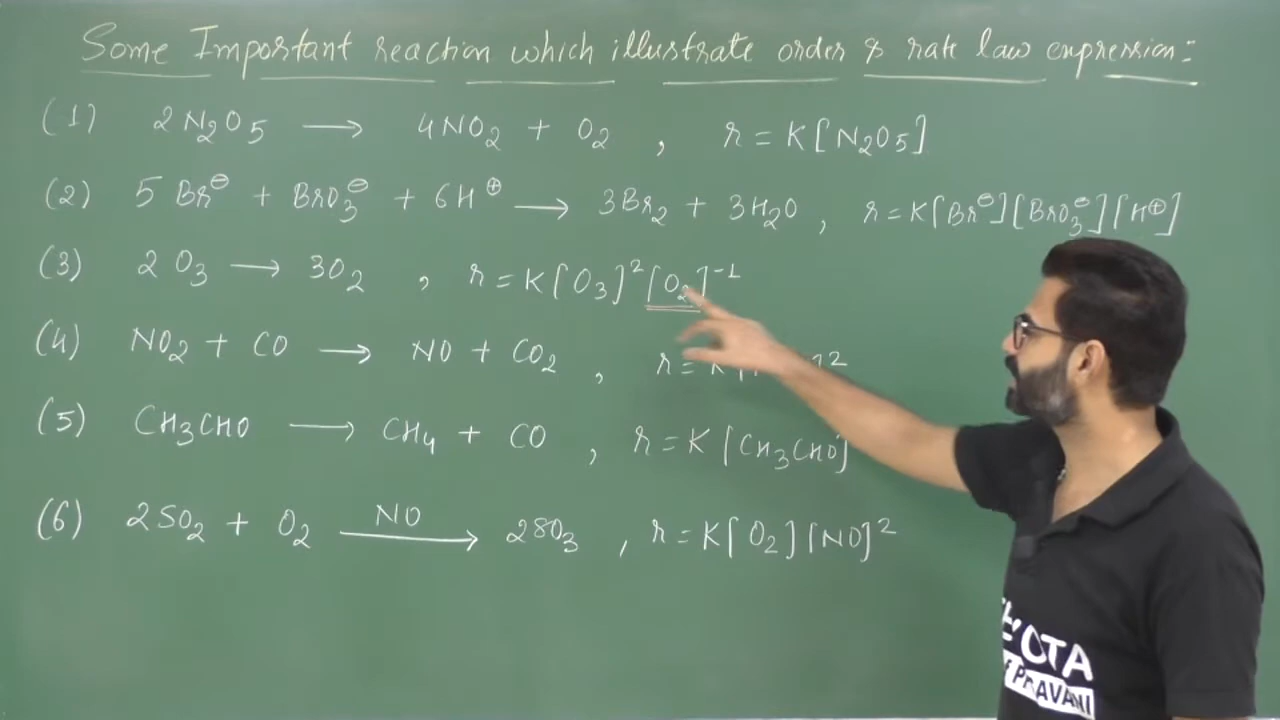 Some Important reaction which illustrate order & rate law expression:
(1) 2N₂O₅ → 4NO₂ + O₂ , r = K[N₂O₅]
(2) 5Br⊖ + BrO₃⊖ + 6H⊕ → 3Br₂ + 3H₂O , r = K[Br⊖][BrO₃⊖][H⊕]
(3) 2O₃ → 3O₂ , r = K[O₃]²[O₂]⁻¹
(4) NO₂ + CO → NO + CO₂ , r = K[ ²
(5) CH₃CHO → CH₄ + CO , r = K[CH₃CHO]
(6) 2SO₂ + O₂ NO → 2SO₃ , r = K[O₂][NO]²
OTA